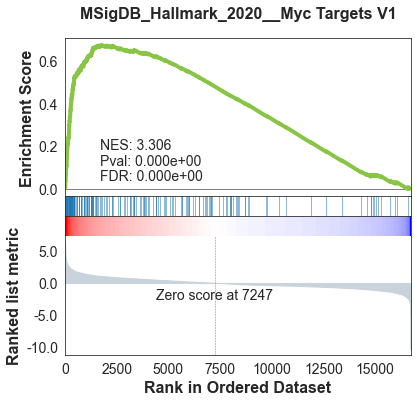 MSigDB_Hallmark_2020__Myc Targets V1
Enrichment Score
0.6
0.4
0.2
0.0
NES: 3.306
Pval: 0.000e+00
FDR: 0.000e+00
Ranked list metric
5.0
0.0
-5.0
-10.0
Zero score at 7247
0 2500 5000 7500 10000 12500 15000
Rank in Ordered Dataset